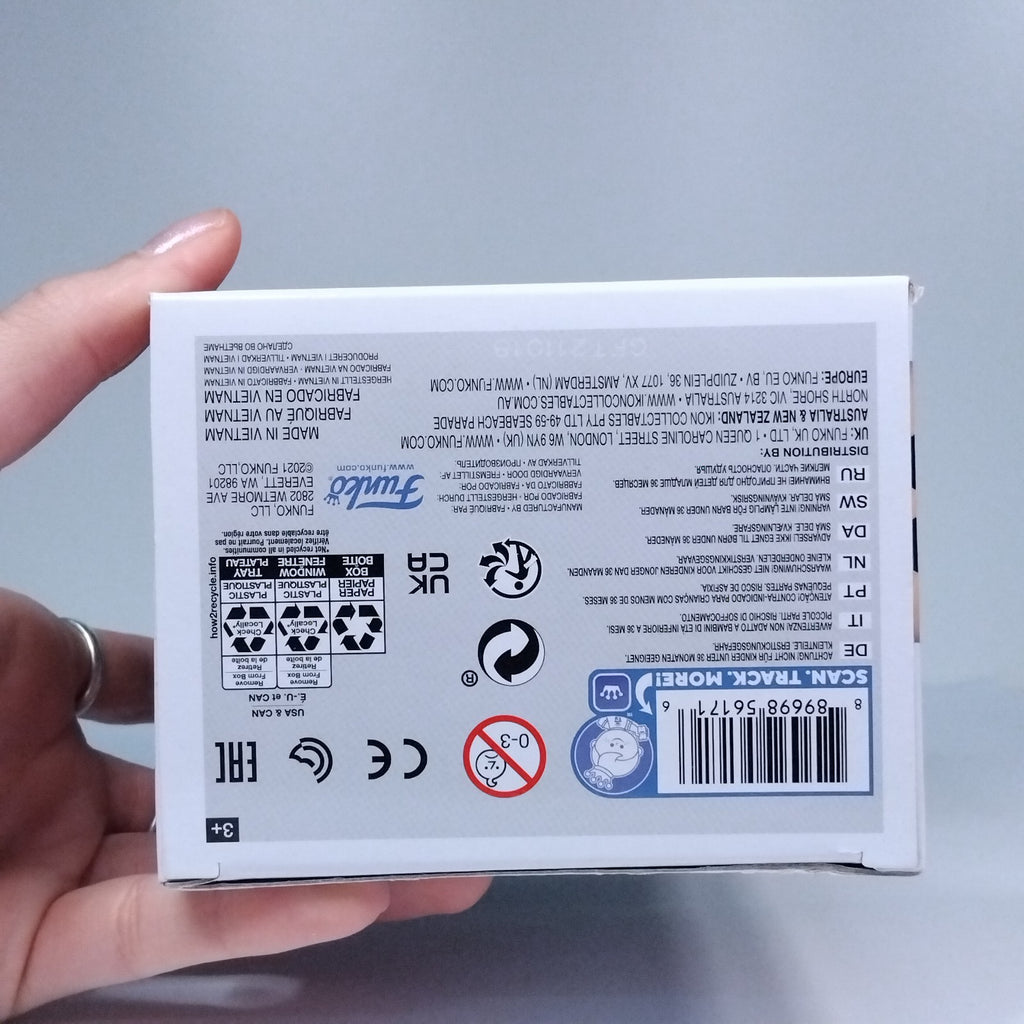 8 89698 56171 6
SCAN. TRACK. MORE!
0-3
CE
EAC
3+
®
USA & CAN
É.-U. et CAN
Remove From Box
Retirez de la boîte
Remove From Box
Retirez de la boîte
Check Locally*
Check Locally*
PAPER
PAPIER
BOX
BOÎTE
PLASTIC
PLASTIQUE
WINDOW
FENÊTRE
PLASTIC
PLASTIQUE
TRAY
PLATEAU
how2recycle.info
*Not recycled in all communities.
Vérifiez localement. Pourrait ne pas
être recyclable dans votre région.
UK
CA
DE ACHTUNG! NICHT FÜR KINDER UNTER 36 MONATEN GEEIGNET.
KLEINTEILE. ERSTICKUNGSGEFAHR.
IT AVVERTENZA! NON ADATTO A BAMBINI DI ETÀ INFERIORE A 36 MESI.
PICCOLE PARTI. RISCHIO DI SOFFOCAMENTO.
PT ATENÇÃO! CONTRA-INDICADO PARA CRIANÇAS COM MENOS DE 36 MESES.
PEQUENAS PARTES. RISCO DE ASFIXIA.
NL WAARSCHUWING! NIET GESCHIKT VOOR KINDEREN JONGER DAN 36 MAANDEN.
KLEINE ONDERDELEN. VERSTIKKINGSGEVAAR.
DA ADVARSEL! IKKE EGNET TIL BØRN UNDER 36 MÅNEDER.
SMÅ DELE. KVÆLNINGSFARE.
SW VARNING! INTE LÄMPLIG FÖR BARN UNDER 36 MÅNADER.
SMÅ DELAR. KVÄVNINGSRISK.
RU ВНИМАНИЕ! НЕ ПРИГОДНО ДЛЯ ДЕТЕЙ МЛАДШЕ 36 МЕСЯЦЕВ.
МЕЛКИЕ ЧАСТИ. ОПАСНОСТЬ УДУШЬЯ.
MANUFACTURED BY • FABRIQUÉ PAR:
FABRICADO POR • HERGESTELLT DURCH:
FABRICATO DA • FABRICADO POR:
VERVAARDIGD DOOR • FREMSTILLET AF:
TILLVERKAD AV • ПРОИЗВОДИТЕЛЬ:
Funko
www.funko.com
FUNKO, LLC
2802 WETMORE AVE
EVERETT, WA 98201
©2021 FUNKO, LLC
DISTRIBUTION BY:
UK: FUNKO UK, LTD • 1 QUEEN CAROLINE STREET, LONDON, W6 9YN (UK) • WWW.FUNKO.COM
AUSTRALIA & NEW ZEALAND: IKON COLLECTABLES PTY LTD 49-59 SEABEACH PARADE
NORTH SHORE, VIC 3214 AUSTRALIA • WWW.IKONCOLLECTABLES.COM.AU
EUROPE: FUNKO EU, BV • ZUIDPLEIN 36, 1077 XV, AMSTERDAM (NL) • WWW.FUNKO.COM
MADE IN VIETNAM
FABRIQUÉ AU VIETNAM
FABRICADO EN VIETNAM
HERGESTELLT IN VIETNAM • FABRICATO IN VIETNAM
FABRICADO NA VIETNAM • VERVAARDIGD IN VIETNAM
PRODUCERET I VIETNAM • TILLVERKAD I VIETNAM
СДЕЛАНО ВО ВЬЕТНАМЕ